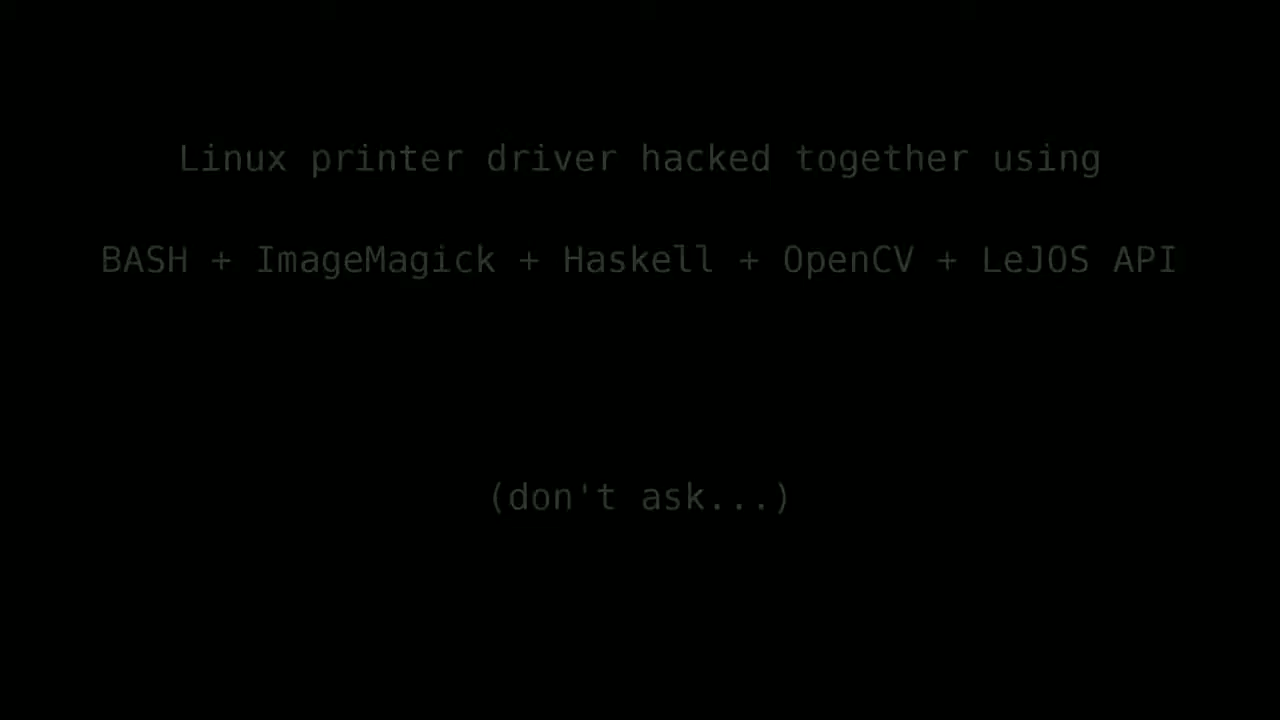 Linux printer driver hacked together using
BASH + ImageMagick + Haskell + OpenCV + LeJOS API
(don't ask...)